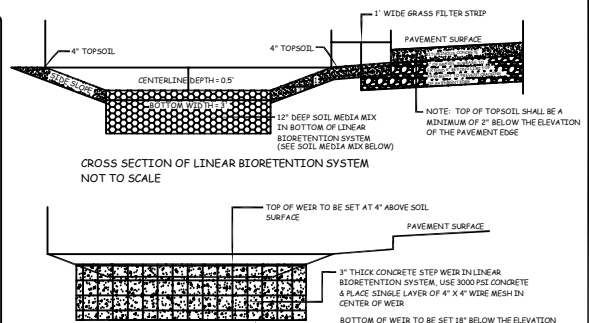 1' WIDE GRASS FILTER STRIP
PAVEMENT SURFACE
4" TOPSOIL
4" TOPSOIL
SIDE SLOPE
CENTERLINE DEPTH = 0.5'
BOTTOM WIDTH = 3'
12" DEEP SOIL MEDIA MIX
IN BOTTOM OF LINEAR
BIORETENTION SYSTEM
(SEE SOIL MEDIA MIX BELOW)
NOTE: TOP OF TOPSOIL SHALL BE A
MINIMUM OF 2" BELOW THE ELEVATION
OF THE PAVEMENT EDGE
CROSS SECTION OF LINEAR BIORETENTION SYSTEM
NOT TO SCALE
TOP OF WEIR TO BE SET AT 4" ABOVE SOIL
SURFACE
PAVEMENT SURFACE
3" THICK CONCRETE STEP WEIR IN LINEAR
BIORETENTION SYSTEM, USE 3000 PSI CONCRETE
& PLACE SINGLE LAYER OF 4" X 4" WIRE MESH IN
CENTER OF WEIR
BOTTOM OF WEIR TO BE SET 18" BELOW THE ELEVATION